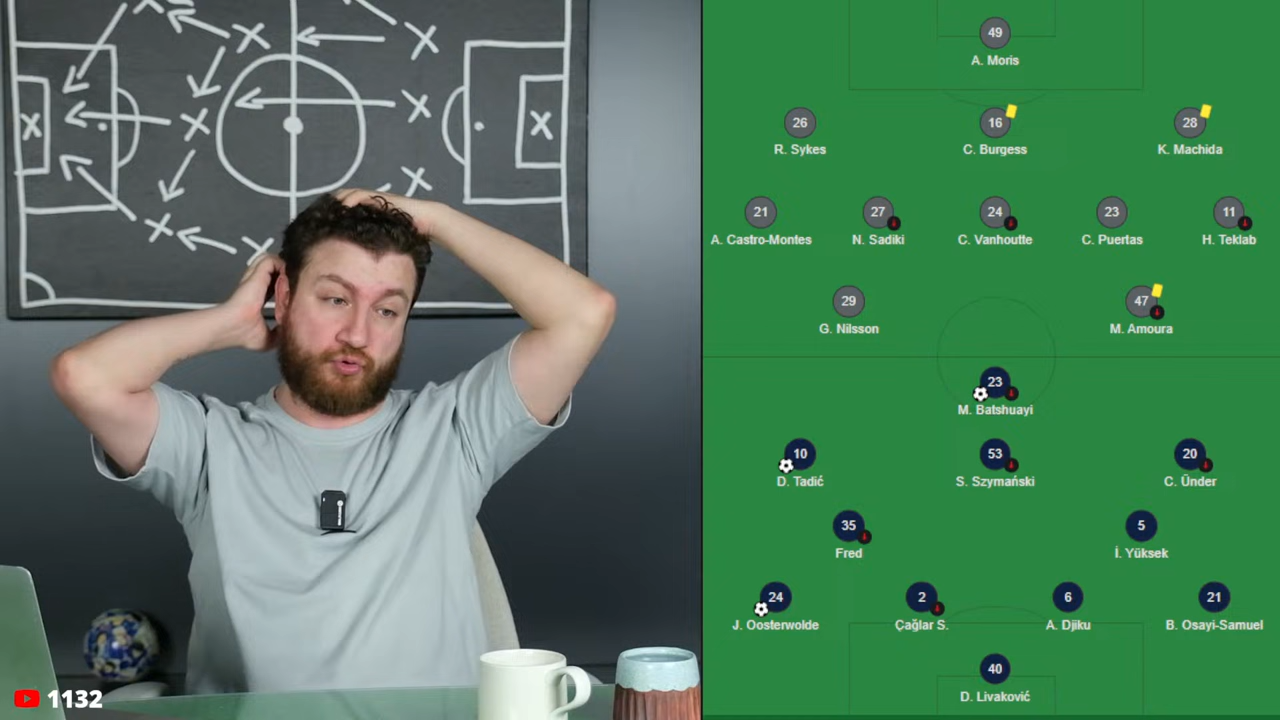 49
A. Moris
26
16
28
R. Sykes
C. Burgess
K. Machida
21
27
24
23
11
A. Castro-Montes
N. Sadiki
C. Vanhoutte
C. Puertas
H. Teklab
29
47
G. Nilsson
M. Amoura
23
M. Batshuayi
10
53
20
D. Tadić
S. Szymański
C. Ünder
35
5
Fred
İ. Yüksek
24
2
6
21
J. Oosterwolde
Çağlar S.
A. Djiku
B. Osayi-Samuel
40
D. Livaković
1132